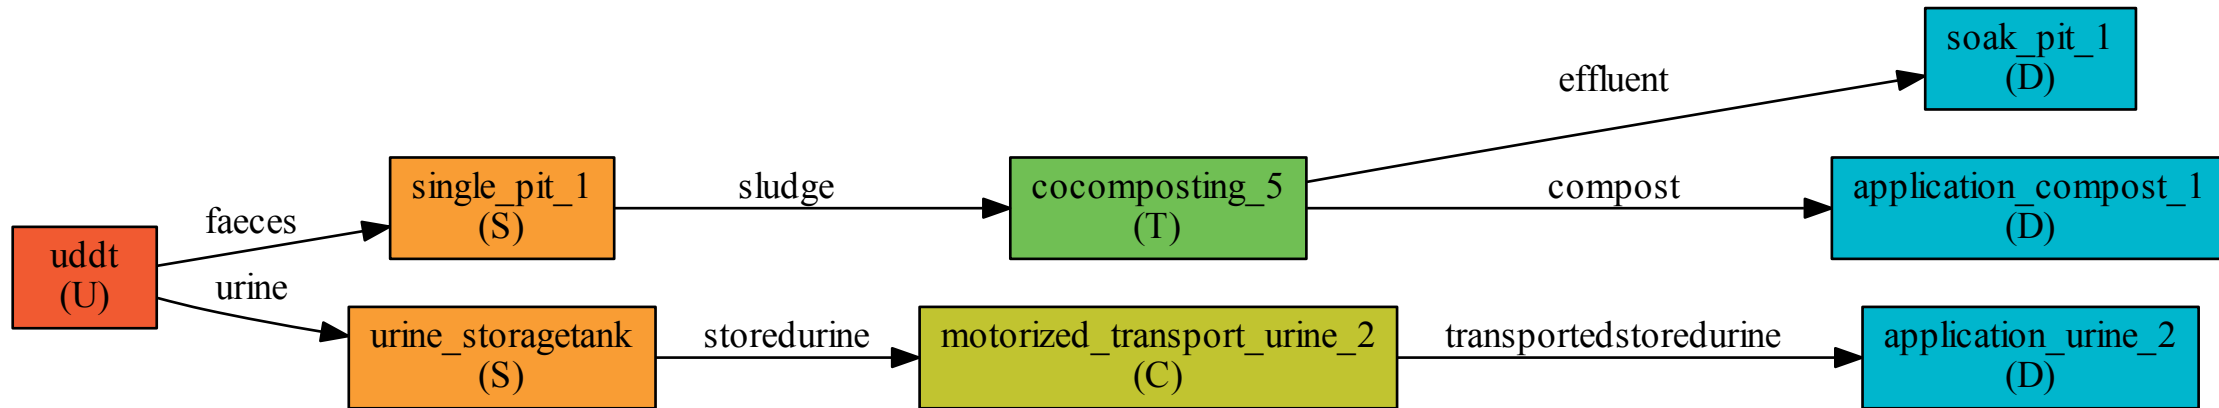 uddt
(U)
faeces
urine
single_pit_1
(S)
urine_storagetank
(S)
sludge
storedurine
cocomposting_5
(T)
motorized_transport_urine_2
(C)
effluent
compost
transportedstoredurine
soak_pit_1
(D)
application_compost_1
(D)
application_urine_2
(D)